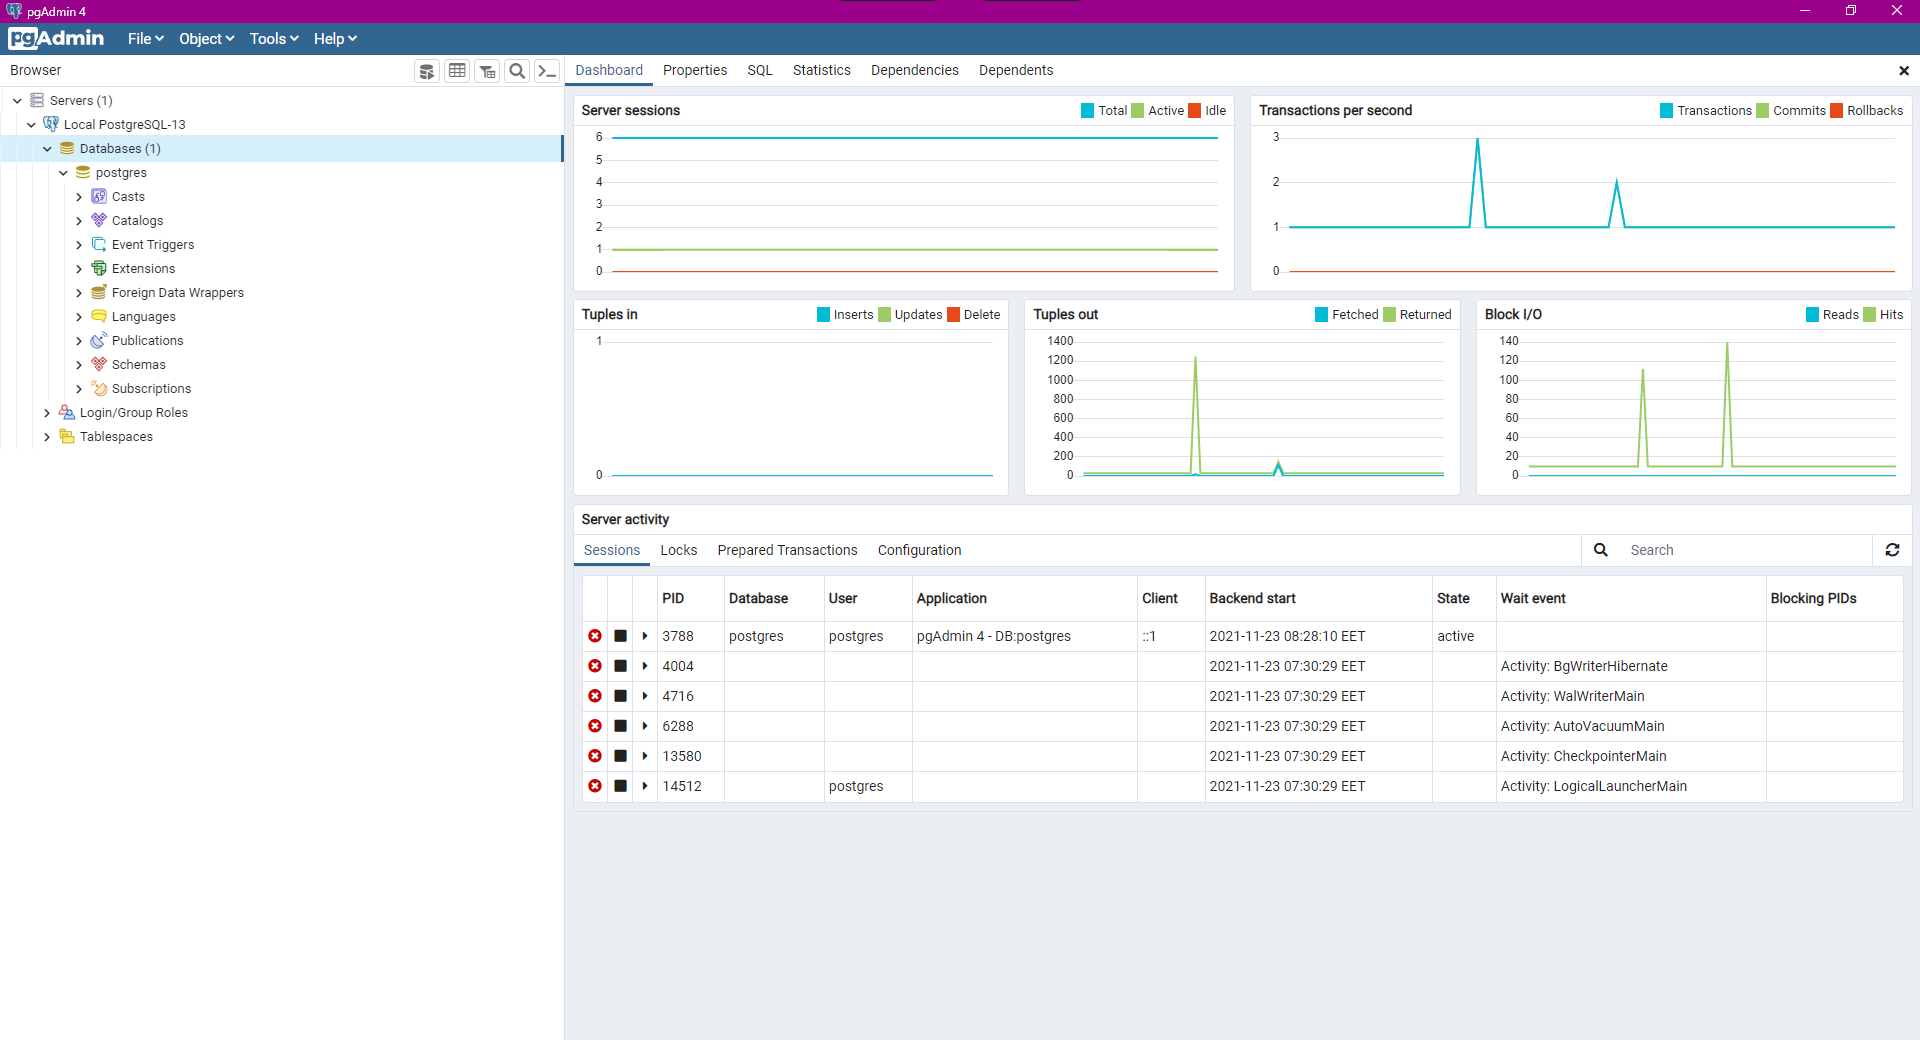 pgAdmin 4
pgAdmin File Object Tools Help
Browser
Dashboard Properties SQL Statistics Dependencies Dependents
Servers (1)
Local PostgreSQL-13
Databases (1)
postgres
Casts
Catalogs
Event Triggers
Extensions
Foreign Data Wrappers
Languages
Publications
Schemas
Subscriptions
Login/Group Roles
Tablespaces
Server sessions Total Active Idle
6
5
4
3
2
1
0
Transactions per second Transactions Commits Rollbacks
3
2
1
0
Tuples in Inserts Updates Delete
1
0
Tuples out Fetched Returned
1400
1200
1000
800
600
400
200
0
Block I/O Reads Hits
140
120
100
80
60
40
20
0
Server activity
Sessions Locks Prepared Transactions Configuration Search
PID Database User Application Client Backend start State Wait event Blocking PIDs
3788 postgres postgres pgAdmin 4 - DB:postgres ::1 2021-11-23 08:28:10 EET active
4004 2021-11-23 07:30:29 EET Activity: BgWriterHibernate
4716 2021-11-23 07:30:29 EET Activity: WalWriterMain
6288 2021-11-23 07:30:29 EET Activity: AutoVacuumMain
13580 2021-11-23 07:30:29 EET Activity: CheckpointerMain
14512 postgres 2021-11-23 07:30:29 EET Activity: LogicalLauncherMain